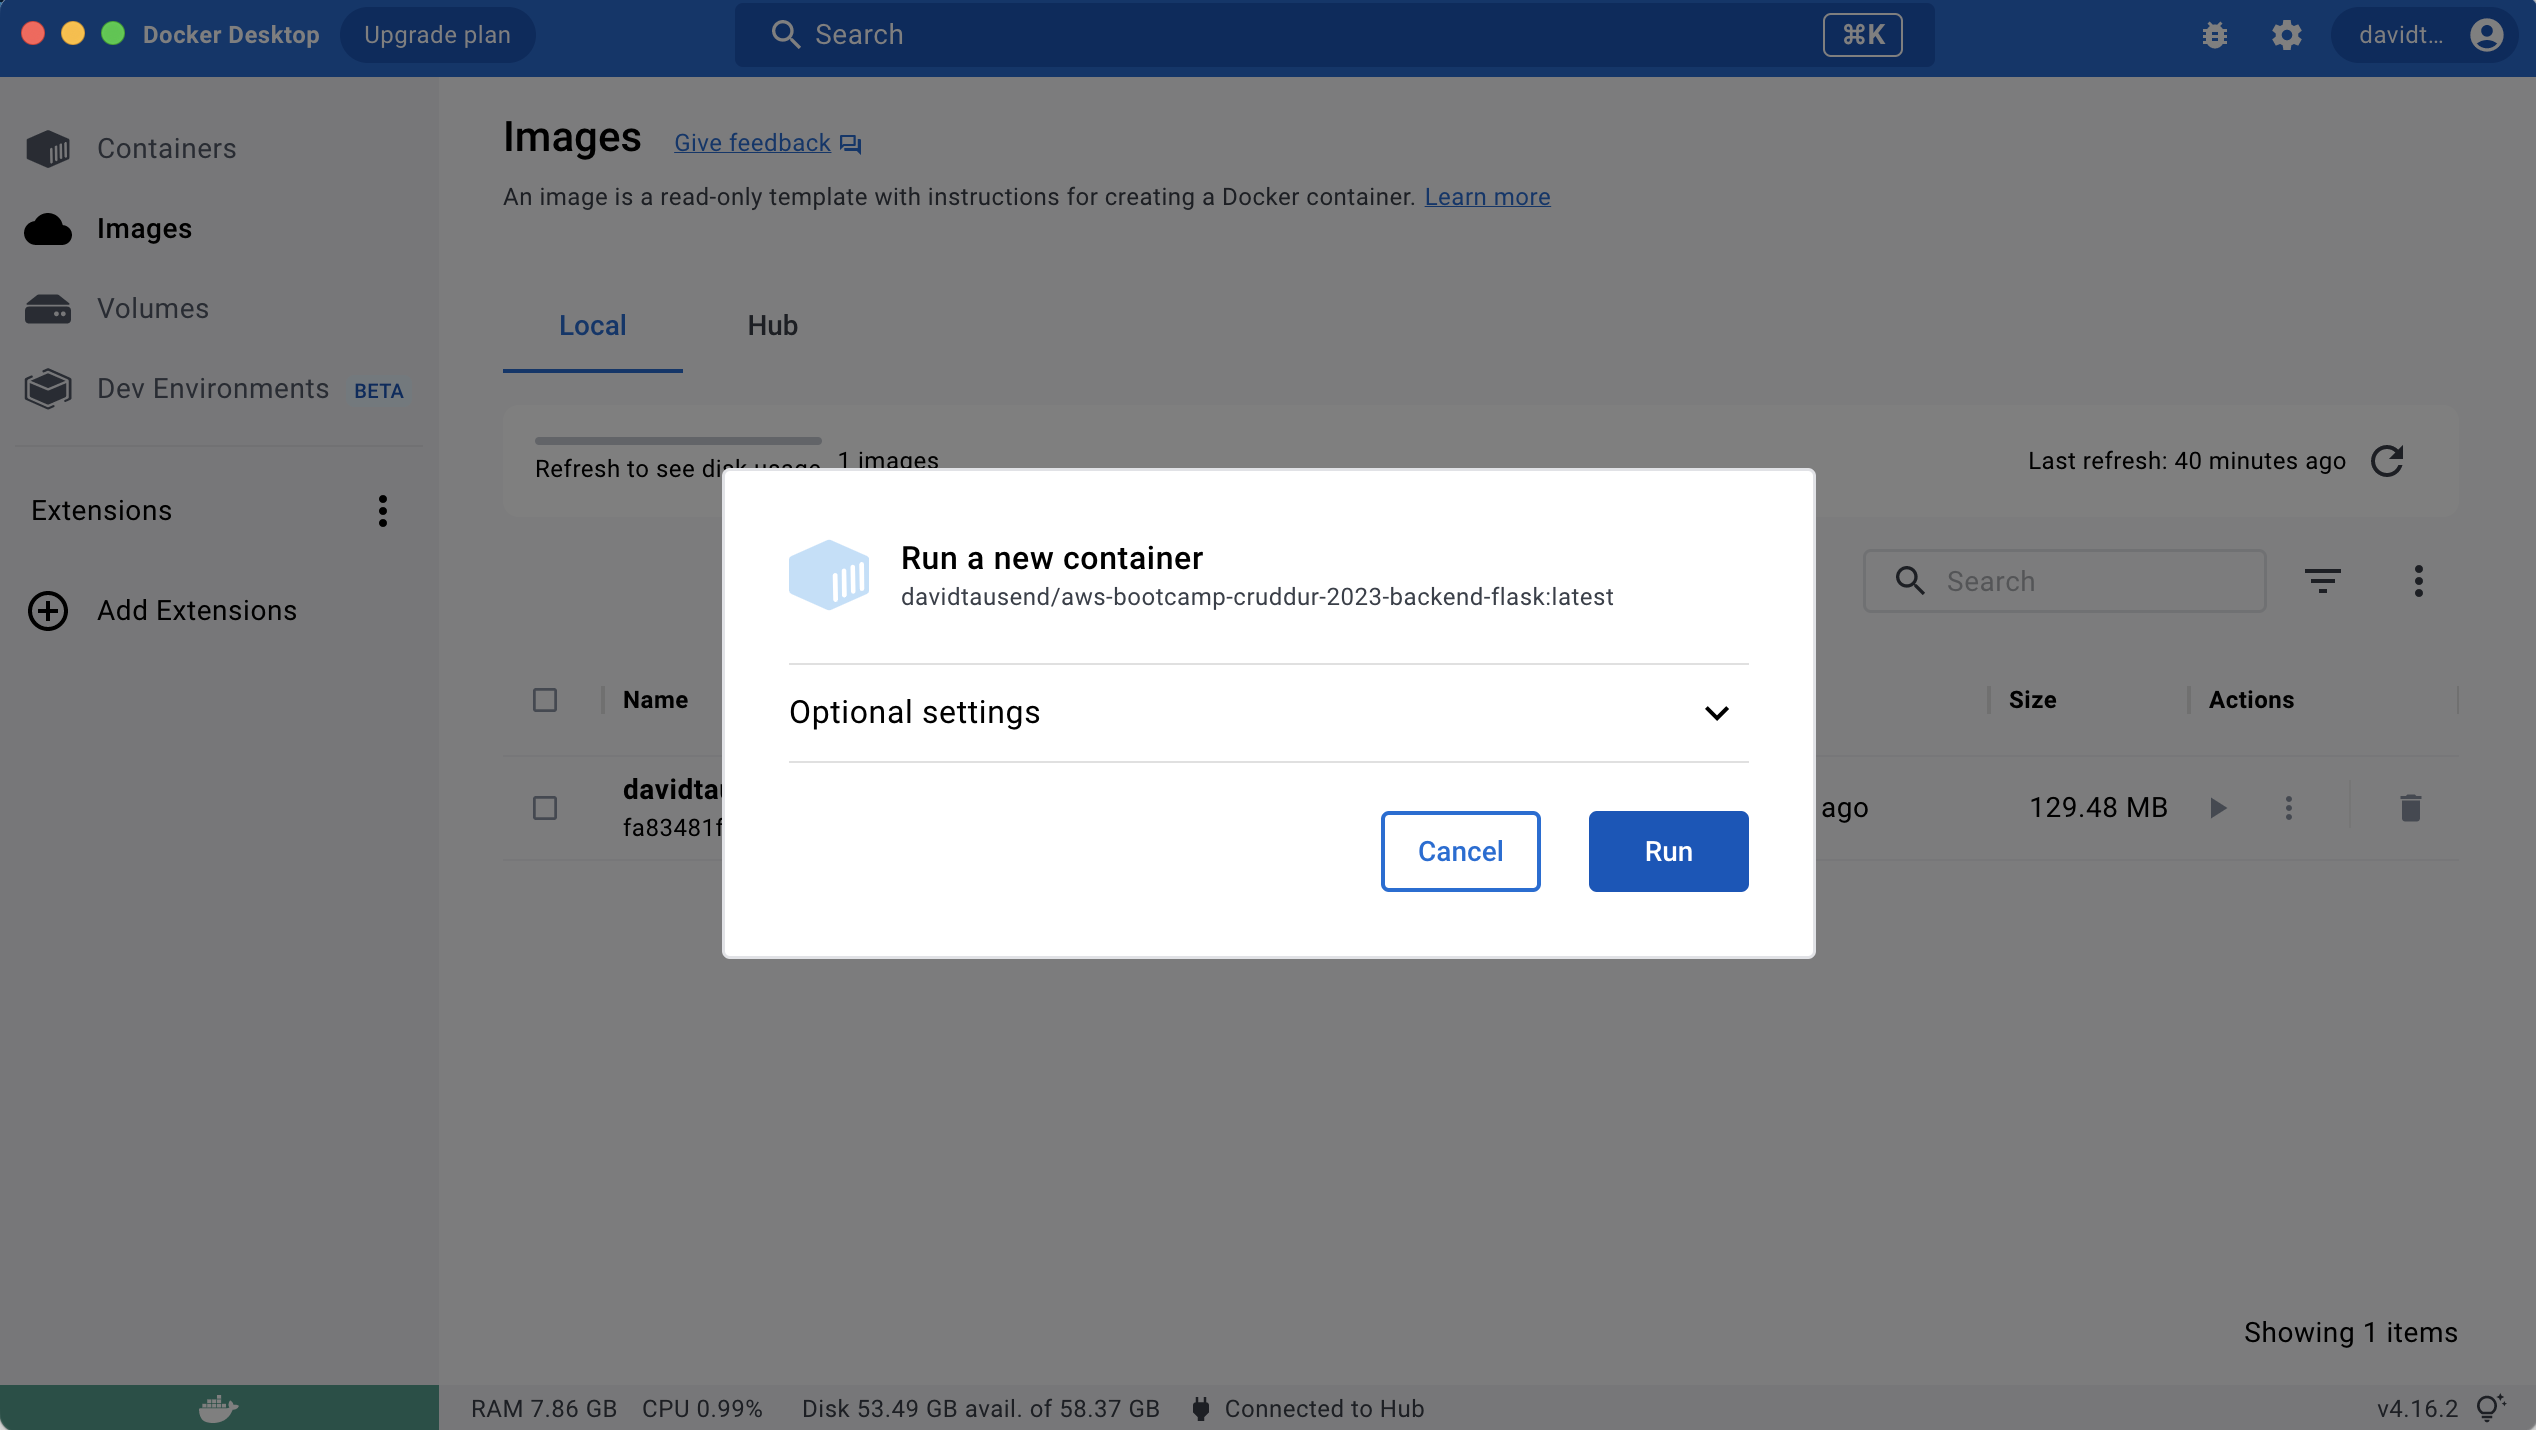 Docker Desktop
Upgrade plan
Search
⌘K
davidt...
Containers
Images
Volumes
Dev Environments BETA
Extensions
Add Extensions
Images
Give feedback
An image is a read-only template with instructions for creating a Docker container. Learn more
Local
Hub
Refresh to see disk usage
1 images
Last refresh: 40 minutes ago
Search
Run a new container
davidtausend/aws-bootcamp-cruddur-2023-backend-flask:latest
Optional settings
Cancel
Run
Name
Size
Actions
davidta
fa83481f
ago
129.48 MB
Showing 1 items
RAM 7.86 GB CPU 0.99% Disk 53.49 GB avail. of 58.37 GB Connected to Hub
v4.16.2